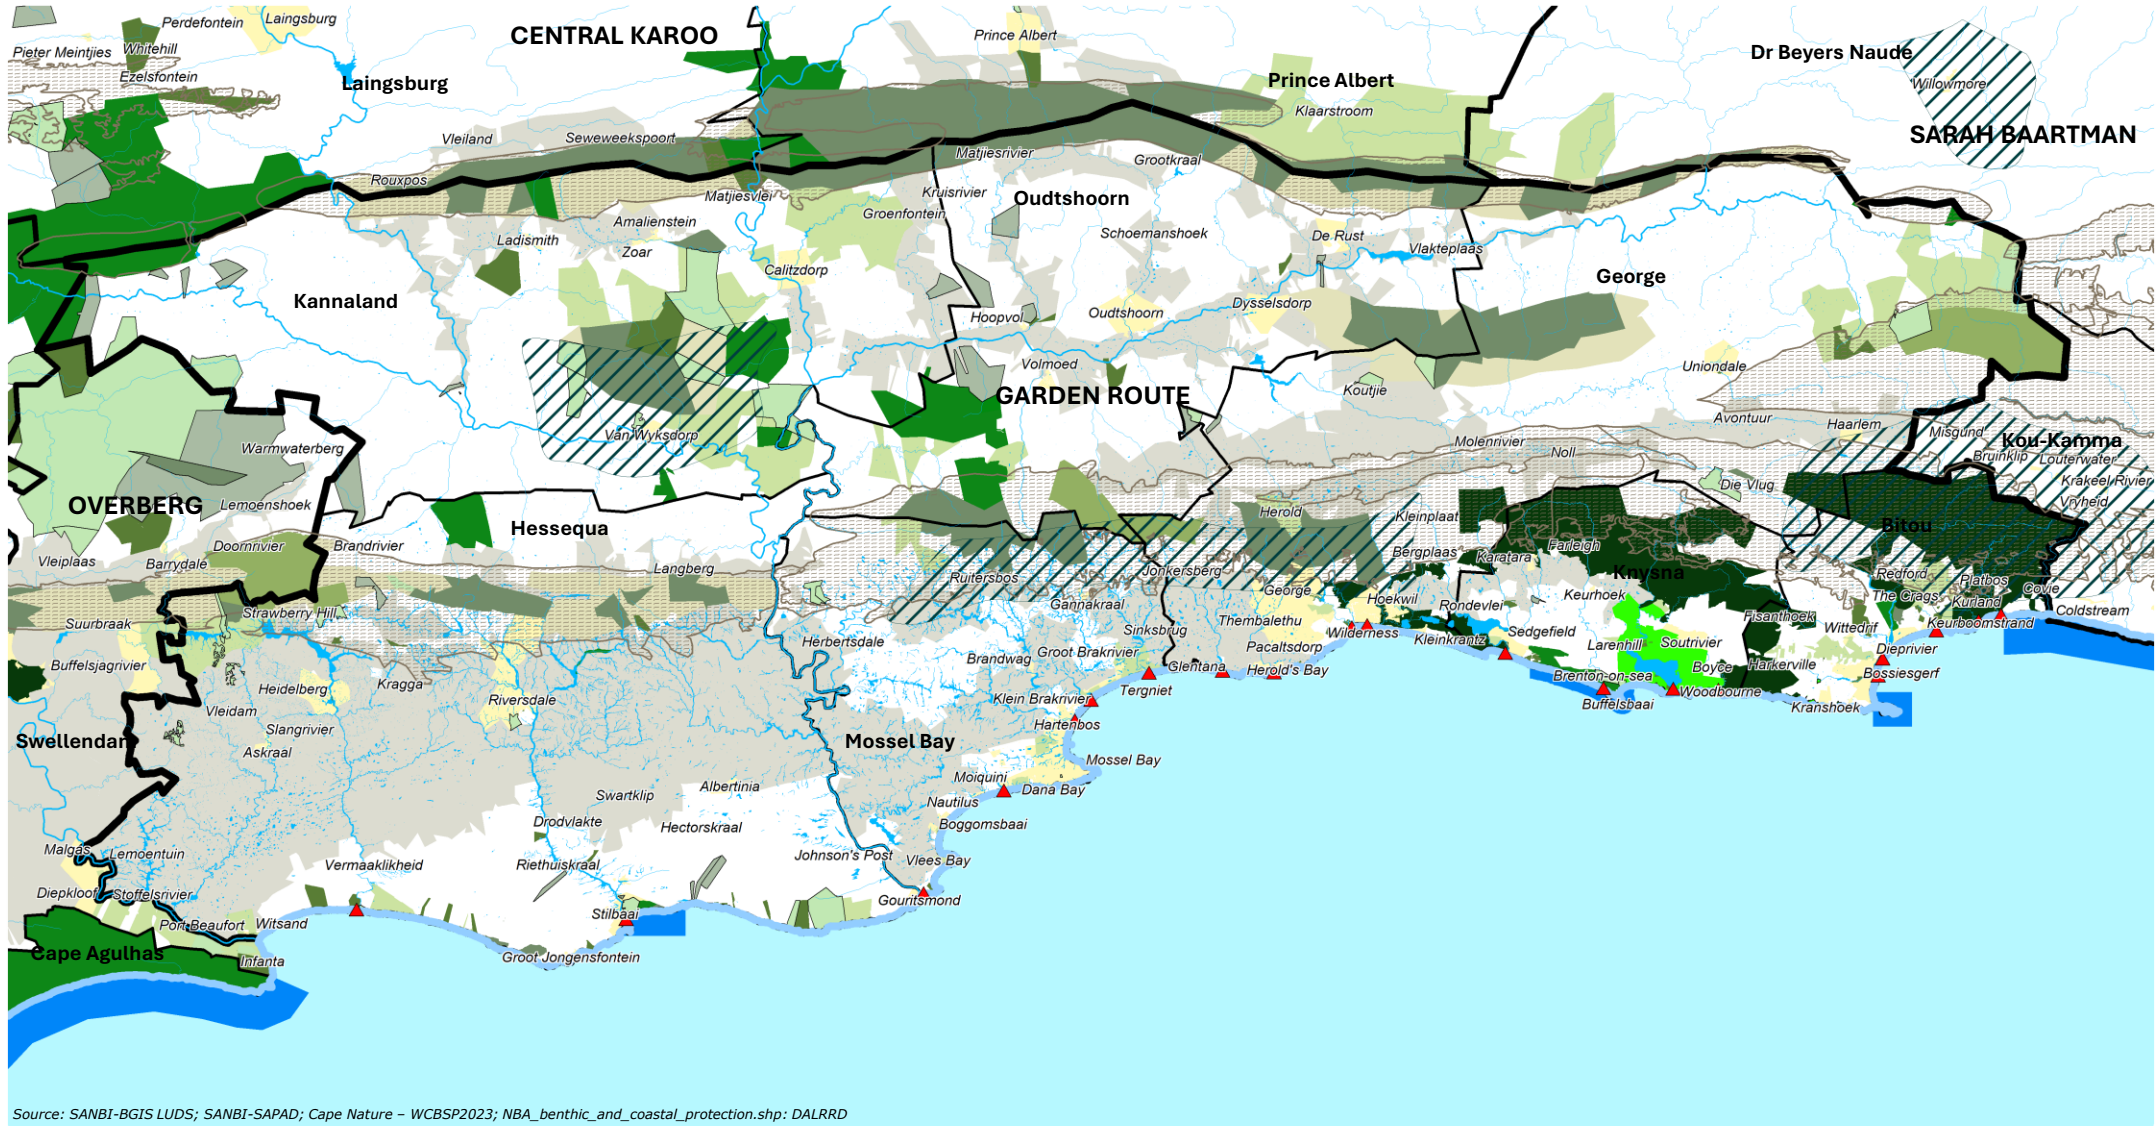 Perdefontein
Laingsburg
CENTRAL KAROO
Prince Albert
Pieter Meintjies
Whitehill
Ezelsfontein
Laingsburg
Prince Albert
Klaarstroom
Dr Beyers Naude
Willowmore
SARAH BAARTMAN
Vleiland
Seweweekspoort
Matjiesrivier
Grootkraal
Rouxpos
Matjiesvlei
Kruisrivier
Groenfontein
Oudtshoorn
Amalienstein
Ladismith
Zoar
Schoemanshoek
De Rust
Vlakteplaas
Calitzdorp
George
Kannaland
Hoopvol
Oudtshoorn
Dysselsdorp
Volmoed
Uniondale
GARDEN ROUTE
Koutjie
Van Wyksdorp
Warmwaterberg
Avontuur
Haarlem
Misgund
Kou-Kamma
Molenrivier
Noll
Bruinklip
Louterwater
Krakeel Rivier
Die Vlug
Vryheid
OVERBERG
Lemoenshoek
Hessequa
Herold
Kleinplaat
Bitou
Vleiplaas
Doornrivier
Barrydale
Brandrivier
Langberg
Ruitersbos
Jonkersberg
Bergplaas
Karatara
Farleigh
Knysna
Redford
Platbos
Covie
George
Hoekwil
Rondevlei
Keurhoek
The Crags
Kurland
Coldstream
Strawberry Hill
Suurbraak
Gannakraal
Thembalethu
Fisanthoek
Wittedrif
Keurboomstrand
Herbertsdale
Sinksbrug
Wilderness
Kleinkrantz
Sedgefield
Larenhill
Soutrivier
Dieprivier
Buffelsjagrivier
Brandwag
Groot Brakrivier
Pacaltsdorp
Glentana
Herold's Bay
Brenton-on-sea
Boyce
Harkerville
Bossiesgerf
Heidelberg
Kragga
Riversdale
Klein Brakrivier
Tergniet
Buffelsbaai
Woodbourne
Kranshoek
Vleidam
Slangrivier
Hartenbos
Swellendam
Askraal
Mossel Bay
Mossel Bay
Swartklip
Albertinia
Moiquini
Dana Bay
Nautilus
Drodvlakte
Hectorskraal
Boggomsbaai
Malgas
Lemoentuin
Vermaaklikheid
Riethuiskraal
Johnson's Post
Vlees Bay
Diepkloof
Stoffelsrivier
Gouritsmond
Port Beaufort
Witsand
Stilbaai
Cape Agulhas
Infanta
Groot Jongensfontein
Source: SANBI-BGIS LUDS; SANBI-SAPAD; Cape Nature – WCBSP2023; NBA_benthic_and_coastal_protection.shp: DALRRD